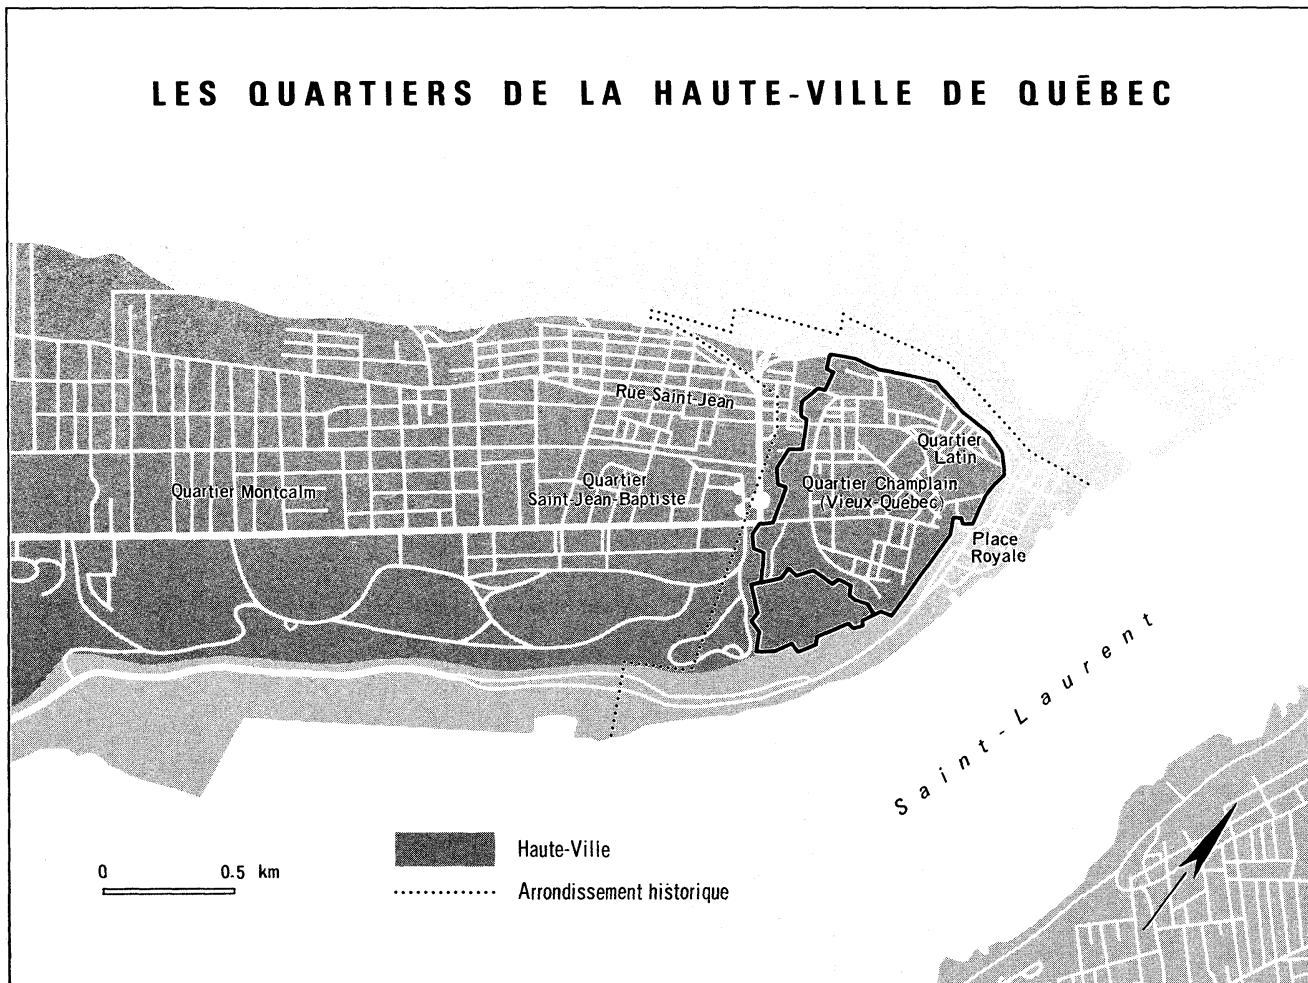 LES QUARTIERS DE LA HAUTE-VILLE DE QUÉBEC
Rue Saint-Jean
Quartier
Latin
Quartier Montcalm
Quartier
Saint-Jean-Baptiste
Quartier Champlain
(Vieux-Québec)
Place
Royale
Saint-Laurent
0 0.5 km
Haute-Ville
Arrondissement historique